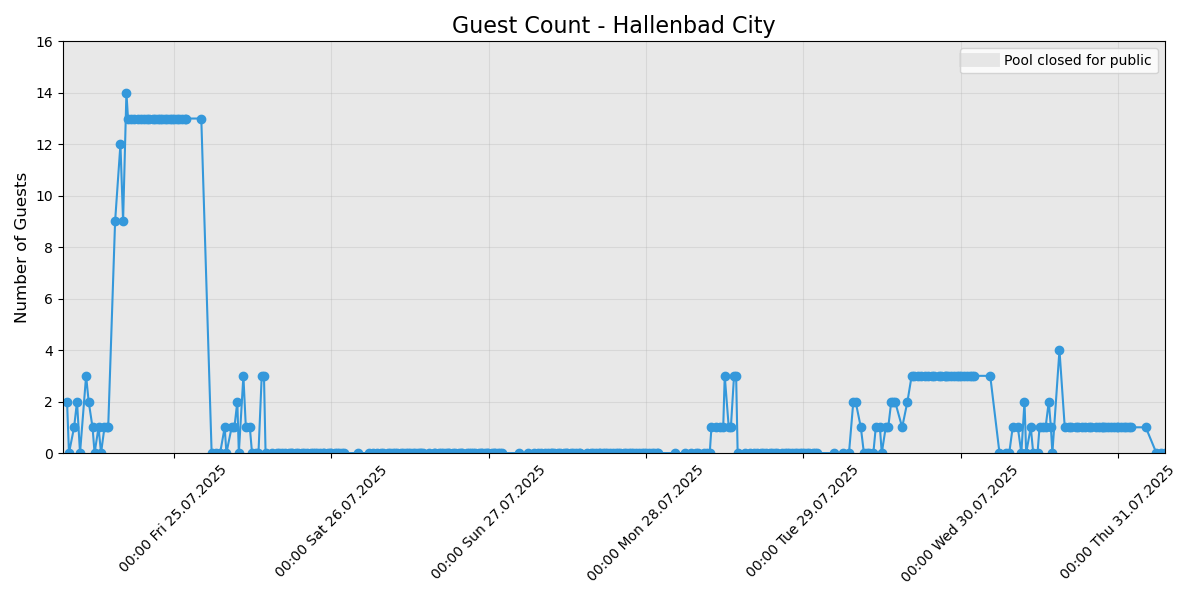 Guest Count - Hallenbad City
Pool closed for public
Number of Guests
16
14
12
10
8
6
4
2
0
00:00 Fri 25.07.2025
00:00 Sat 26.07.2025
00:00 Sun 27.07.2025
00:00 Mon 28.07.2025
00:00 Tue 29.07.2025
00:00 Wed 30.07.2025
00:00 Thu 31.07.2025